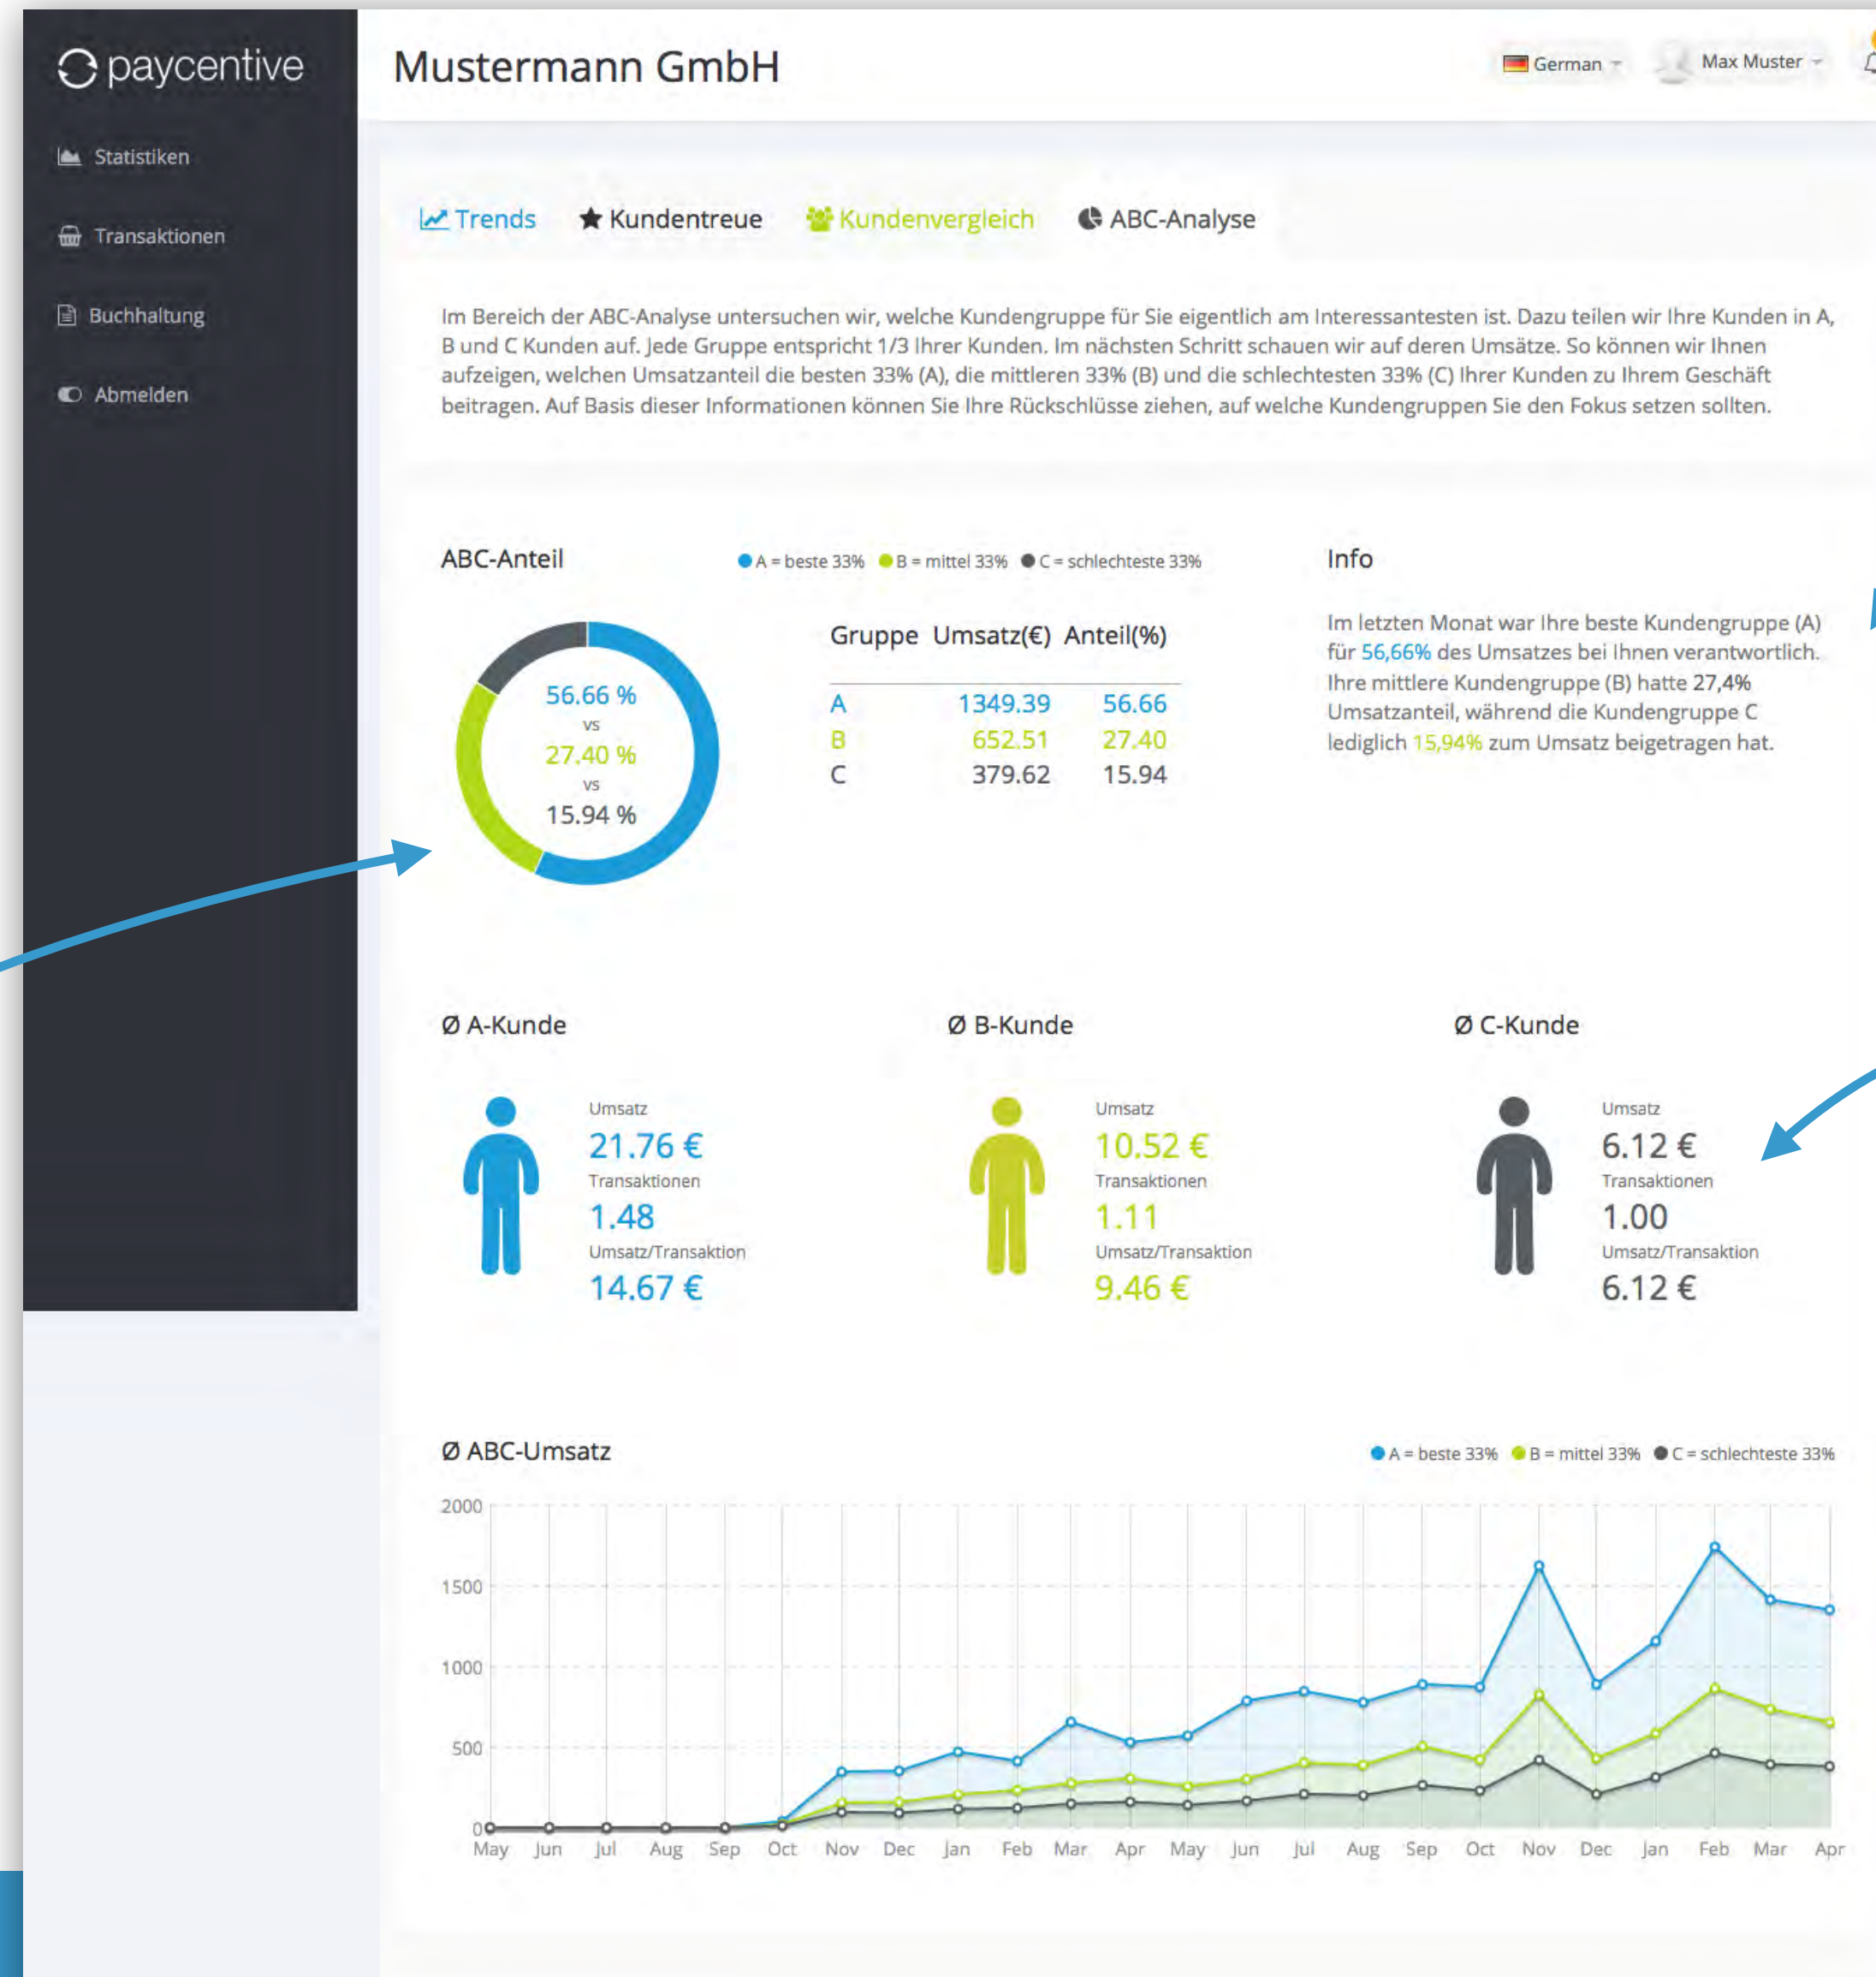 paycentive
Mustermann GmbH
German
Max Muster
Statistiken
Transaktionen
Buchhaltung
Abmelden
Trends
Kundentreue
Kundenvergleich
ABC-Analyse
Im Bereich der ABC-Analyse untersuchen wir, welche Kundengruppe für Sie eigentlich am Interessantesten ist. Dazu teilen wir Ihre Kunden in A,
B und C Kunden auf. Jede Gruppe entspricht 1/3 Ihrer Kunden. Im nächsten Schritt schauen wir auf deren Umsätze. So können wir Ihnen
aufzeigen, welchen Umsatzanteil die besten 33% (A), die mittleren 33% (B) und die schlechtesten 33% (C) Ihrer Kunden zu Ihrem Geschäft
beitragen. Auf Basis dieser Informationen können Sie Ihre Rückschlüsse ziehen, auf welche Kundengruppen Sie den Fokus setzen sollten.
ABC-Anteil
A = beste 33% B = mittel 33% C = schlechteste 33%
56.66 %
vs
27.40 %
vs
15.94 %
Gruppe Umsatz(€) Anteil(%)
A 1349.39 56.66
B 652.51 27.40
C 379.62 15.94
Info
Im letzten Monat war Ihre beste Kundengruppe (A)
für 56,66% des Umsatzes bei Ihnen verantwortlich.
Ihre mittlere Kundengruppe (B) hatte 27,4%
Umsatzanteil, während die Kundengruppe C
lediglich 15,94% zum Umsatz beigetragen hat.
Ø A-Kunde
Umsatz
21.76 €
Transaktionen
1.48
Umsatz/Transaktion
14.67 €
Ø B-Kunde
Umsatz
10.52 €
Transaktionen
1.11
Umsatz/Transaktion
9.46 €
Ø C-Kunde
Umsatz
6.12 €
Transaktionen
1.00
Umsatz/Transaktion
6.12 €
Ø ABC-Umsatz
A = beste 33% B = mittel 33% C = schlechteste 33%
2000
1500
1000
500
0
May Jun Jul Aug Sep Oct Nov Dec Jan Feb Mar Apr May Jun Jul Aug Sep Oct Nov Dec Jan Feb Mar Apr